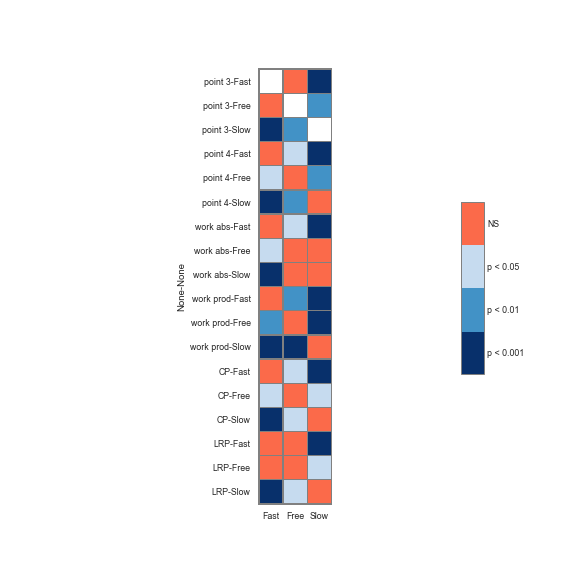 point 3-Fast
point 3-Free
point 3-Slow
point 4-Fast
point 4-Free
point 4-Slow
work abs-Fast
work abs-Free
work abs-Slow
work prod-Fast
work prod-Free
work prod-Slow
CP-Fast
CP-Free
CP-Slow
LRP-Fast
LRP-Free
LRP-Slow
None-None
Fast Free Slow
NS
p < 0.05
p < 0.01
p < 0.001